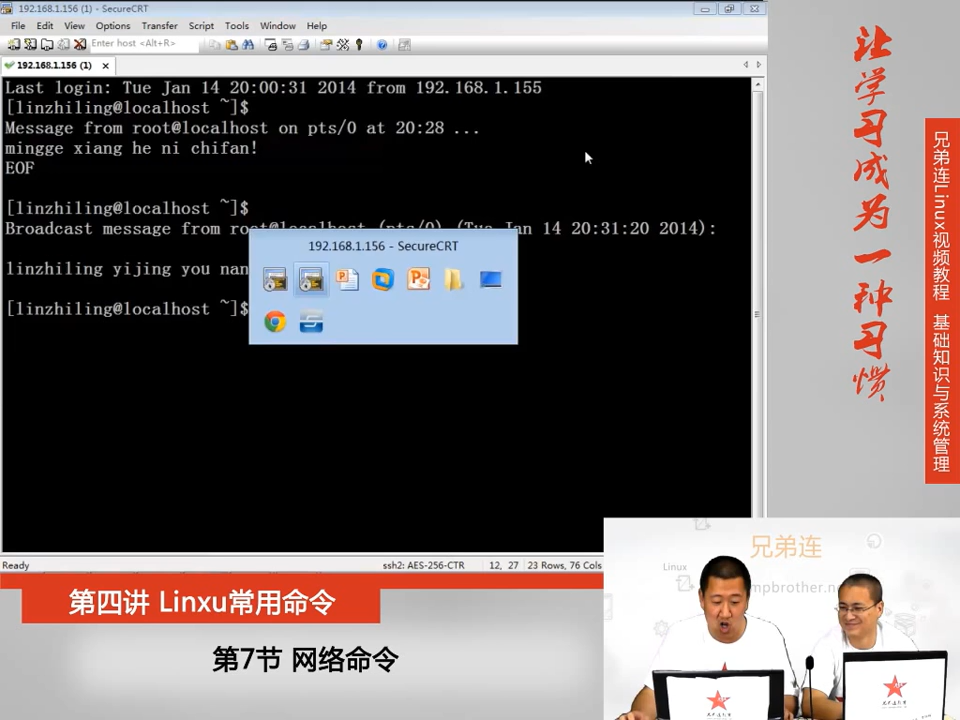 192.168.1.156 - SecureCRT
File Edit View Options Transfer Script Tools Window Help
Enter host <Alt+R>
192.168.1.156 (1)
Last login: Tue Jan 14 20:00:31 2014 from 192.168.1.155
[linzhiling@localhost ~]$
Message from root@localhost on pts/0 at 20:28 ...
mingge xiang he ni chifan!
EOF
[linzhiling@localhost ~]$
Broadcast message from root@localhost (pts/0) (Tue Jan 14 20:31:20 2014):
192.168.1.156 - SecureCRT
linzhiling yijing you nan
[linzhiling@localhost ~]$
Ready ssh2: AES-256-CTR 12, 27 23 Rows, 76 Cols
让学习成为一种习惯
兄弟连Linux视频教程 基础知识与系统管理
第四讲 Linxu常用命令
第7节 网络命令
兄弟连
Linux
mpbrother.ne